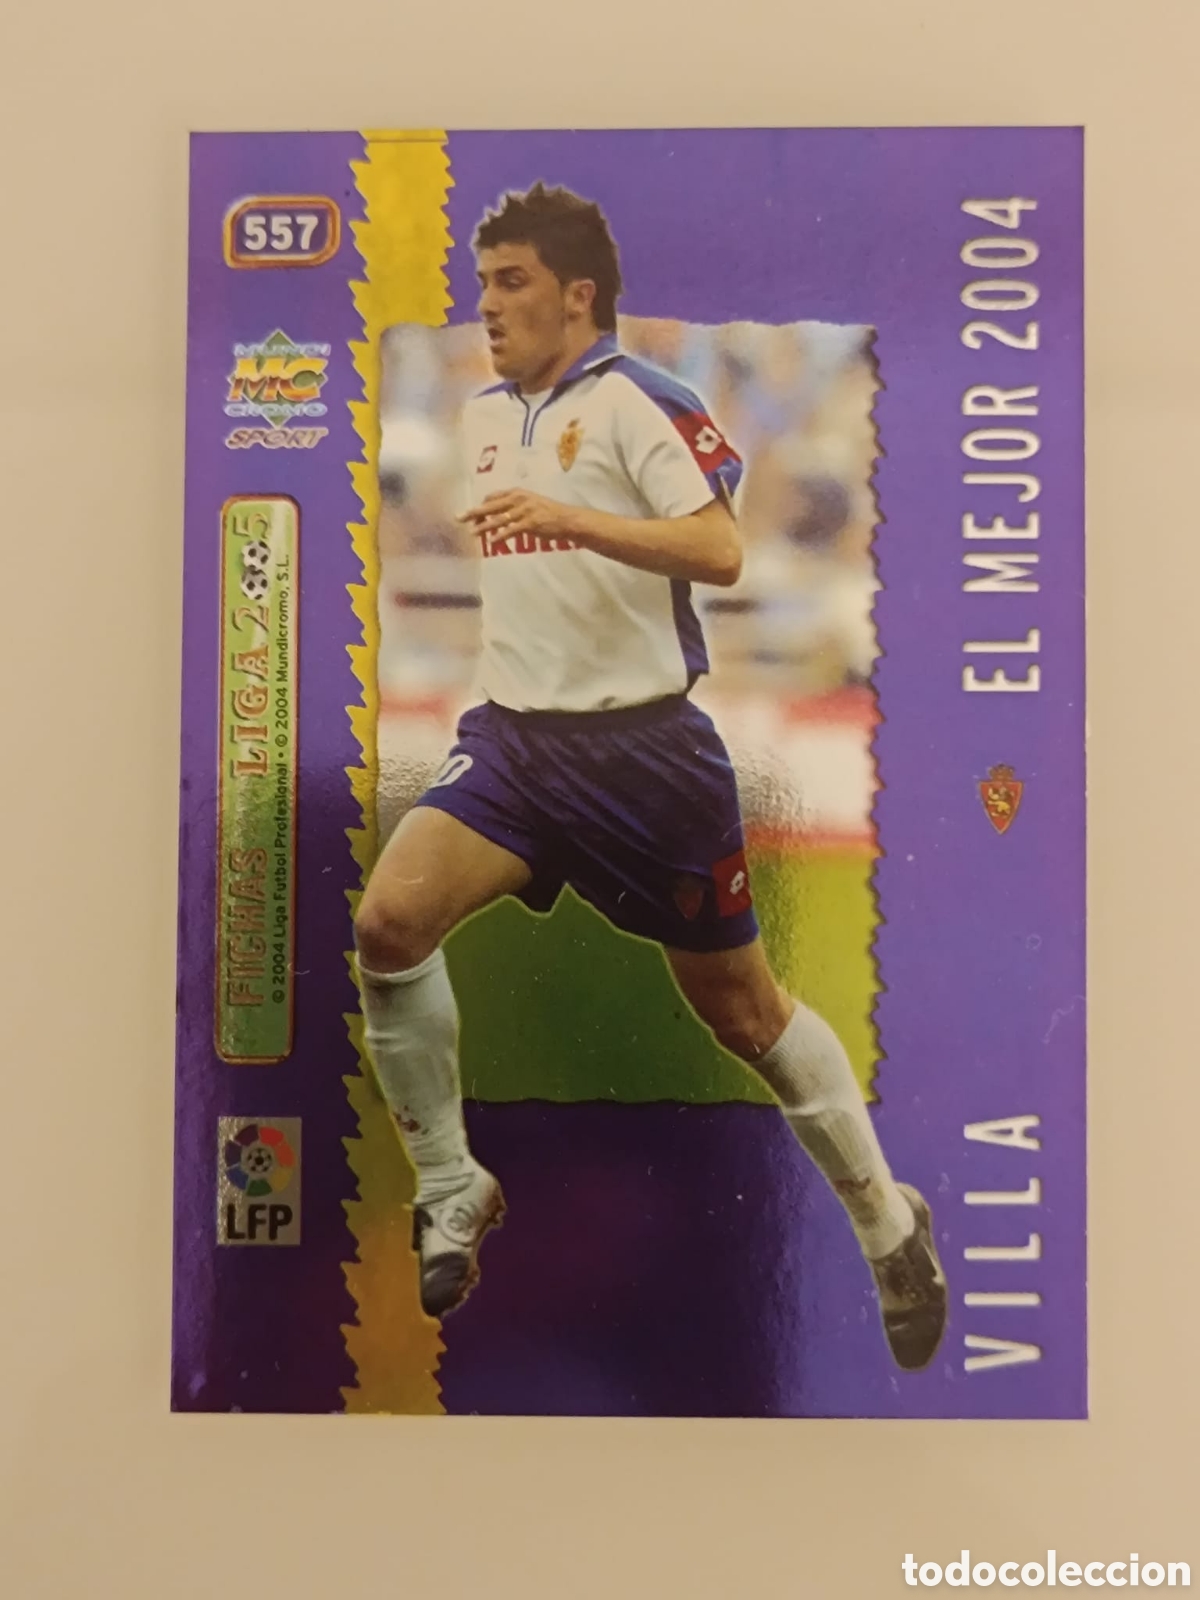 557
MUNDI
MC
CROMO
SPORT
FICHAS LIGA 2005
© 2004 Liga Futbol Profesional • © 2004 Mundicromo, S.L.
LFP
VILLA
EL MEJOR 2004
todocoleccion